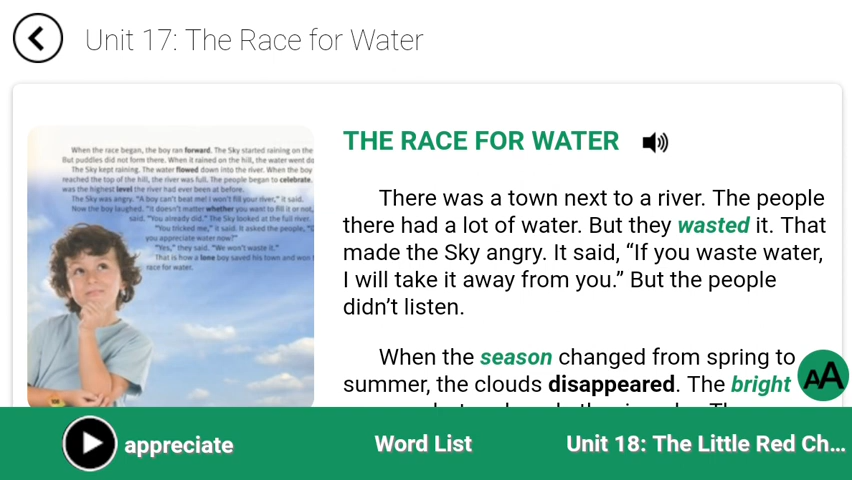 Unit 17: The Race for Water
When the race began, the boy ran forward. The Sky started raining on the
But puddles did not form there. When it rained on the hill, the water went do
The Sky kept raining. The water flowed down into the river. When the boy
reached the top of the hill, the river was full. The people began to celebrate.
was the highest level the river had ever been at before.
The Sky was angry. "A boy can't beat me! I won't fill your river," it said.
Now the boy laughed. "It doesn't matter whether you want to fill it or not,
said. "You already did." The Sky looked at the full river.
"You tricked me," it said. It asked the people,
you appreciate water now?"
"Yes," they said. "We won't waste it."
That is how a lone boy saved his town and won
race for water.
THE RACE FOR WATER
There was a town next to a river. The people
there had a lot of water. But they wasted it. That
made the Sky angry. It said, “If you waste water,
I will take it away from you.” But the people
didn’t listen.
When the season changed from spring to
summer, the clouds disappeared. The bright
AA
appreciate
Word List
Unit 18: The Little Red Ch...